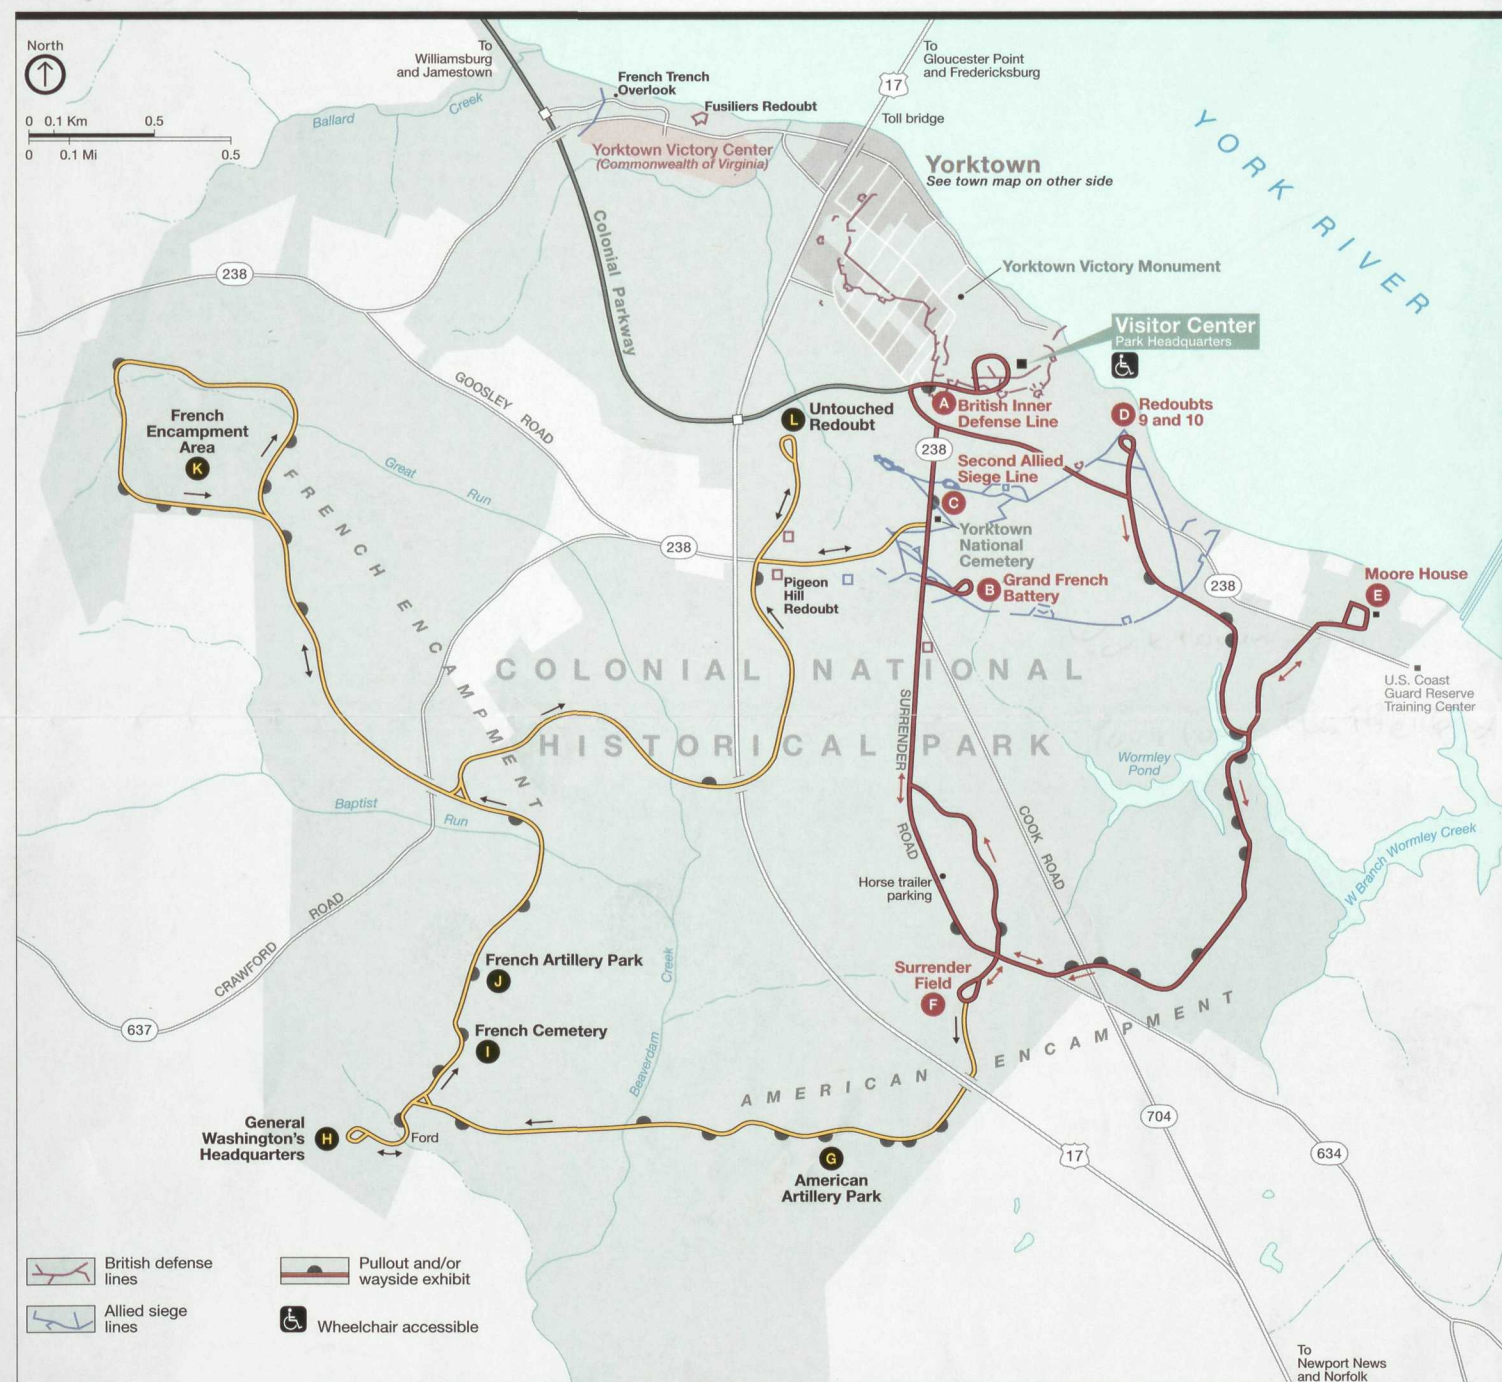 North
0 0.1 Km 0.5
0 0.1 Mi 0.5
To
Williamsburg
and Jamestown
Ballard
Creek
French Trench
Overlook
Fusiliers Redoubt
Yorktown Victory Center
(Commonwealth of Virginia)
To
Gloucester Point
and Fredericksburg
17
Toll bridge
Yorktown
See town map on other side
YORK RIVER
Colonial Parkway
238
Yorktown Victory Monument
Visitor Center
Park Headquarters
GOOSLEY ROAD
French
Encampment
Area
K
FRENCH ENCAMPMENT
Great
Run
L
Untouched
Redoubt
A
British Inner
Defense Line
D
Redoubts
9 and 10
238
Second Allied
Siege Line
C
Yorktown
National
Cemetery
238
Pigeon
Hill
Redoubt
B
Grand French
Battery
238
Moore House
E
U.S. Coast
Guard Reserve
Training Center
COLONIAL NATIONAL
HISTORICAL PARK
SURRENDER
ROAD
Wormley
Pond
COOK ROAD
W Branch Wormley Creek
Baptist
Run
CRAWFORD
ROAD
637
Horse trailer
parking
French Artillery Park
J
Creek
Beaverdam
Surrender
Field
F
French Cemetery
I
AMERICAN ENCAMPMENT
General
Washington's
Headquarters
H
Ford
G
American
Artillery Park
704
17
634
British defense
lines
Allied siege
lines
Pullout and/or
wayside exhibit
Wheelchair accessible
To
Newport News
and Norfolk